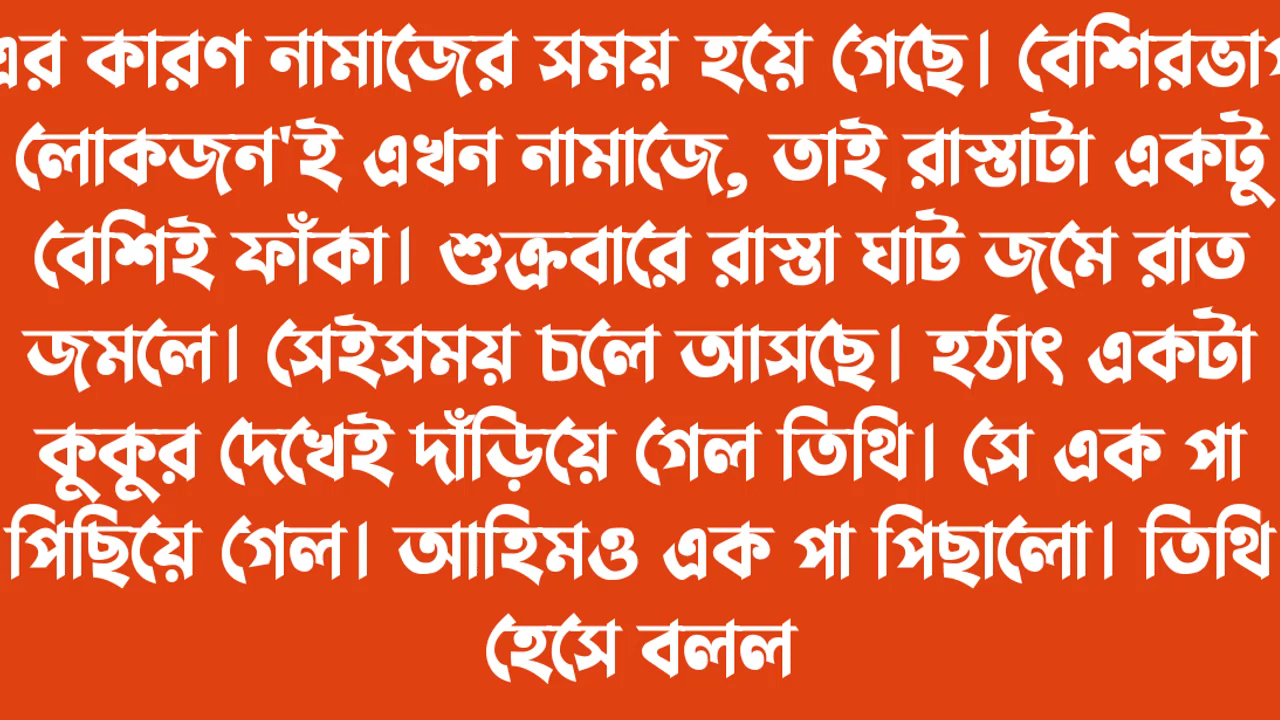 এর কারণ নামাজের সময় হয়ে গেছে। বেশিরভাগ
লোকজন'ই এখন নামাজে, তাই রাস্তাটা একটু
বেশিই ফাঁকা। শুক্রবারে রাস্তা ঘাট জমে রাত
জমলে। সেইসময় চলে আসছে। হঠাৎ একটা
কুকুর দেখেই দাঁড়িয়ে গেল তিথি। সে এক পা
পিছিয়ে গেল। আহিমও এক পা পিছালো। তিথি
হেসে বলল